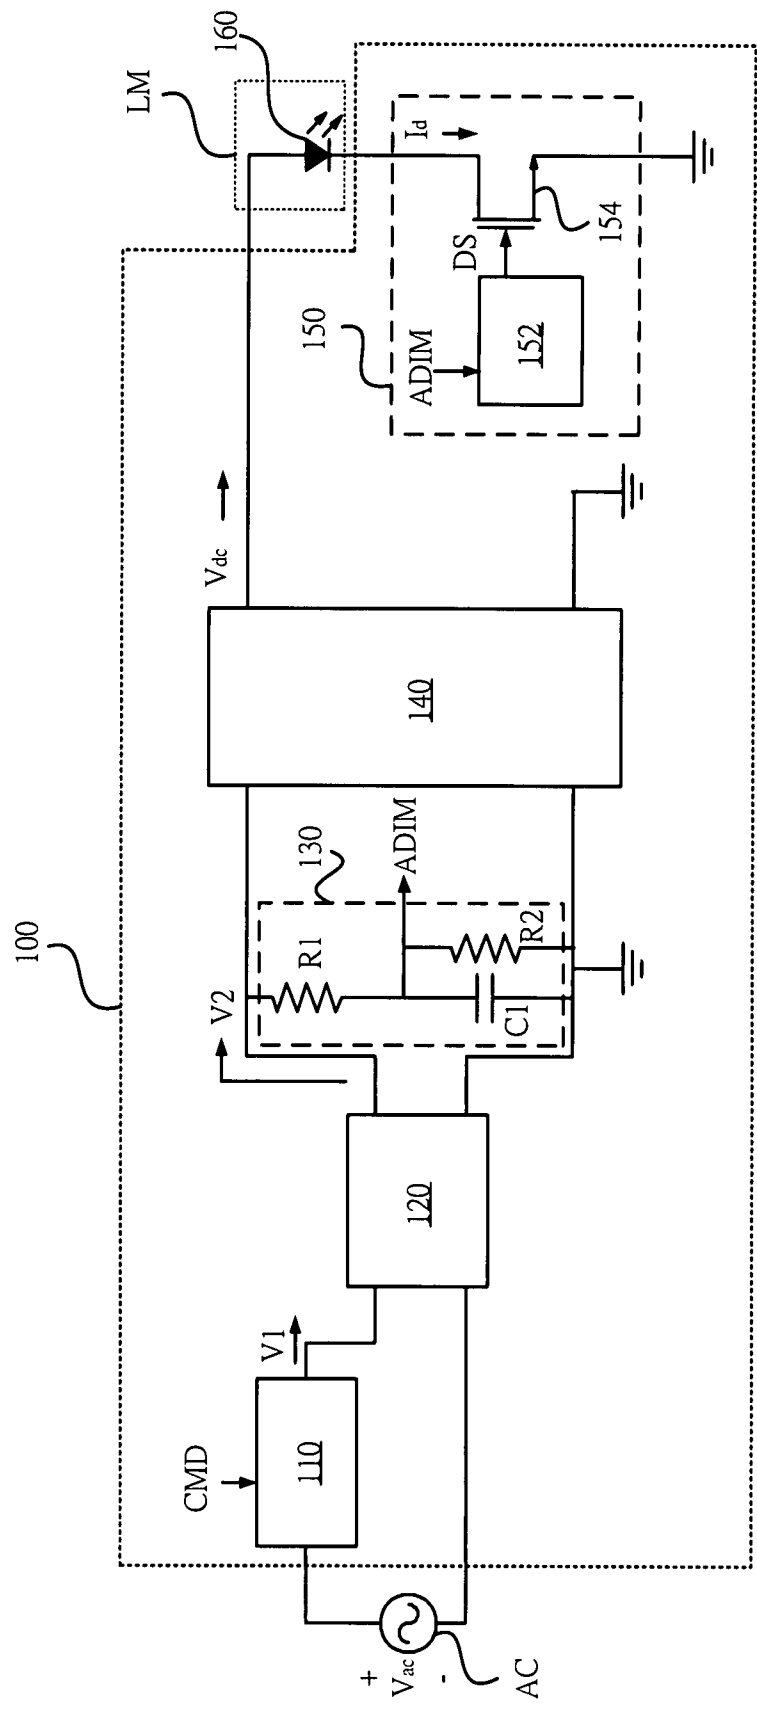 100
LM
160
CMD
V1
V2
130
R1
ADIM
R2
C1
Vdc
150
ADIM
DS
Id
154
110
120
140
152
+
Vac
-
AC